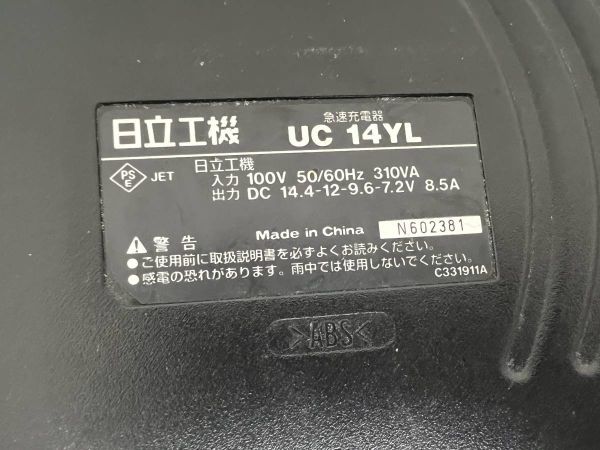 急速充電器
日立工機 UC 14YL
PS E JET
日立工機
入力 100V 50/60Hz 310VA
出力 DC 14.4-12-9.6-7.2V 8.5A
Made in China N602381
警告
●ご使用前に取扱説明書を必ずよくお読みください。
●感電の恐れがあります。雨中では使用しないでください。
C331911A
>ABS<